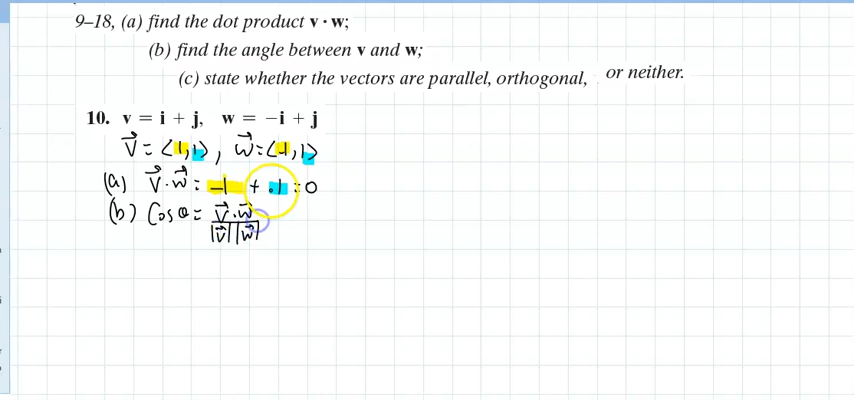 9–18, (a) find the dot product v · w;
(b) find the angle between v and w;
(c) state whether the vectors are parallel, orthogonal, or neither.
10. v = i + j, w = −i + j
v⃗ = ⟨1,1⟩, w⃗ = ⟨-1,1⟩
(a) v⃗ · w⃗ = -1 + 1 = 0
(b) Cos θ = v⃗ · w⃗
|v⃗| |w⃗|